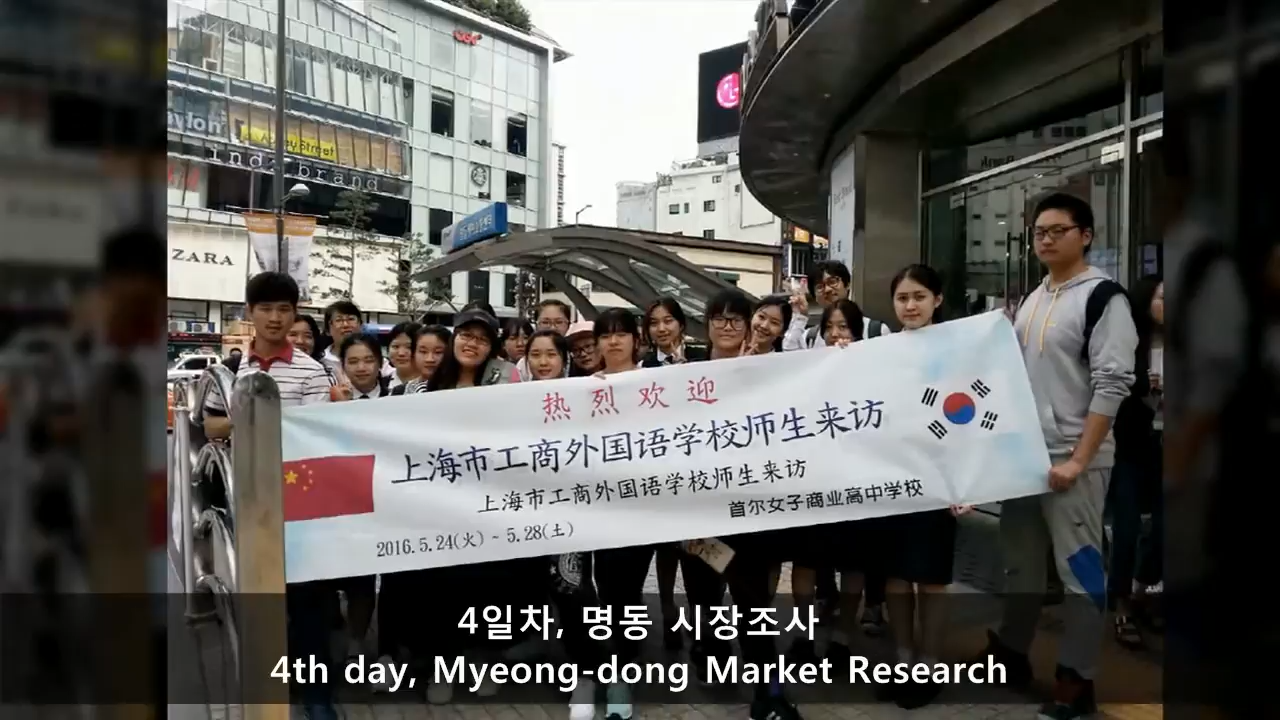 indibrand
ZARA
LG
热烈欢迎
上海市工商外国语学校师生来访
上海市工商外国语学校师生来访
首尔女子商业高中学校
2016.5.24(火) ~ 5.28(土)
4일차, 명동 시장조사
4th day, Myeong-dong Market Research